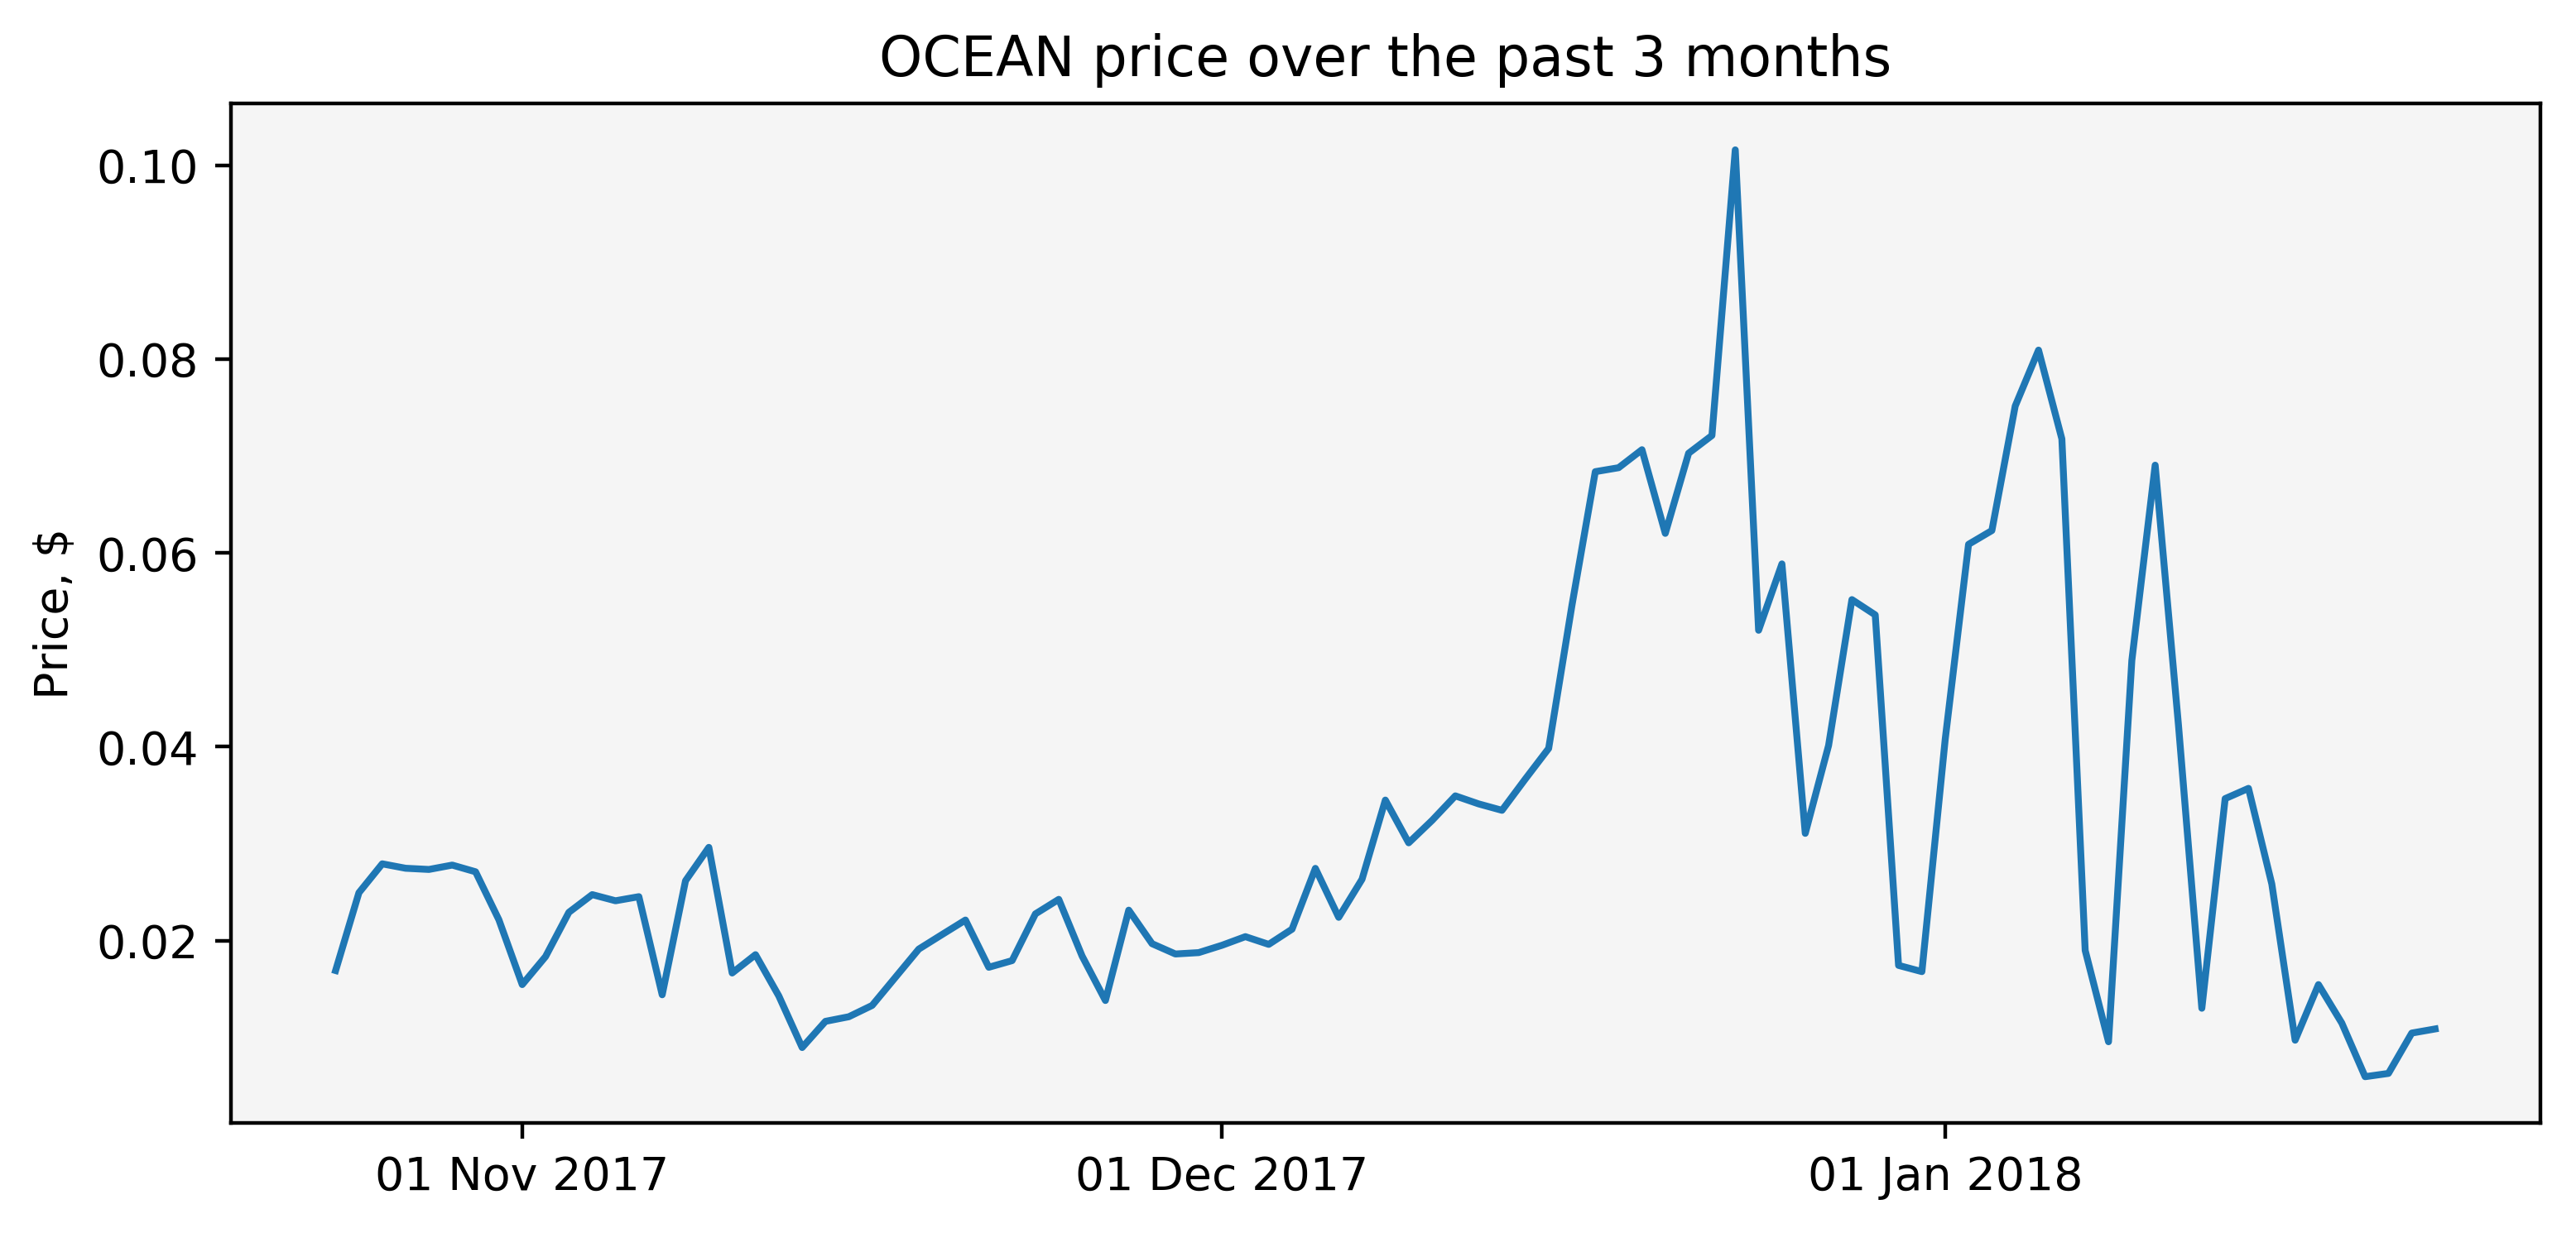 OCEAN price over the past 3 months
Price, $
0.10
0.08
0.06
0.04
0.02
01 Nov 2017
01 Dec 2017
01 Jan 2018